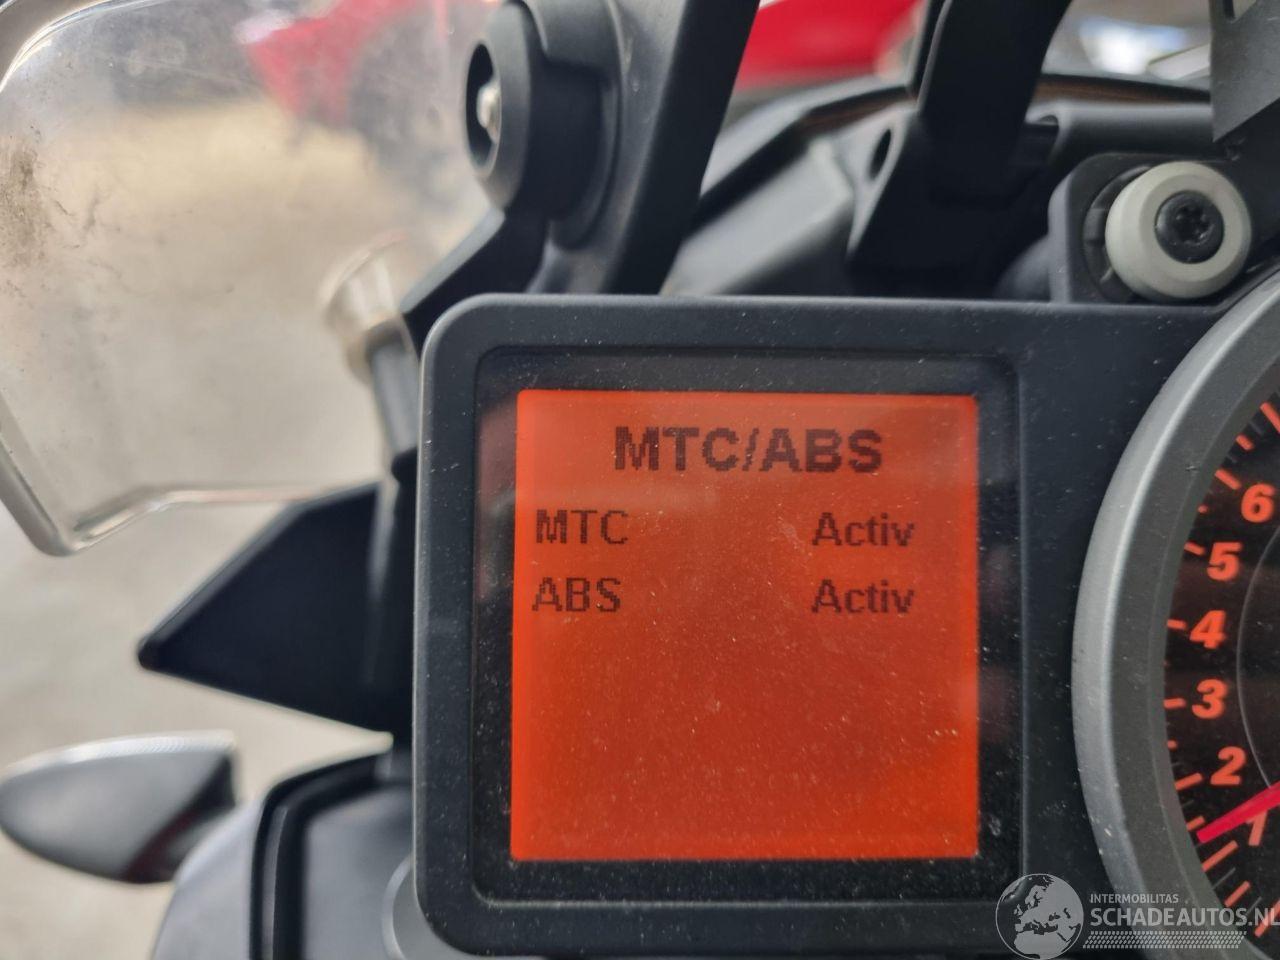 MTC/ABS
MTC Activ
ABS Activ
6
5
4
3
2
1
INTERMOBILITAS
SCHADEAUTOS.NL